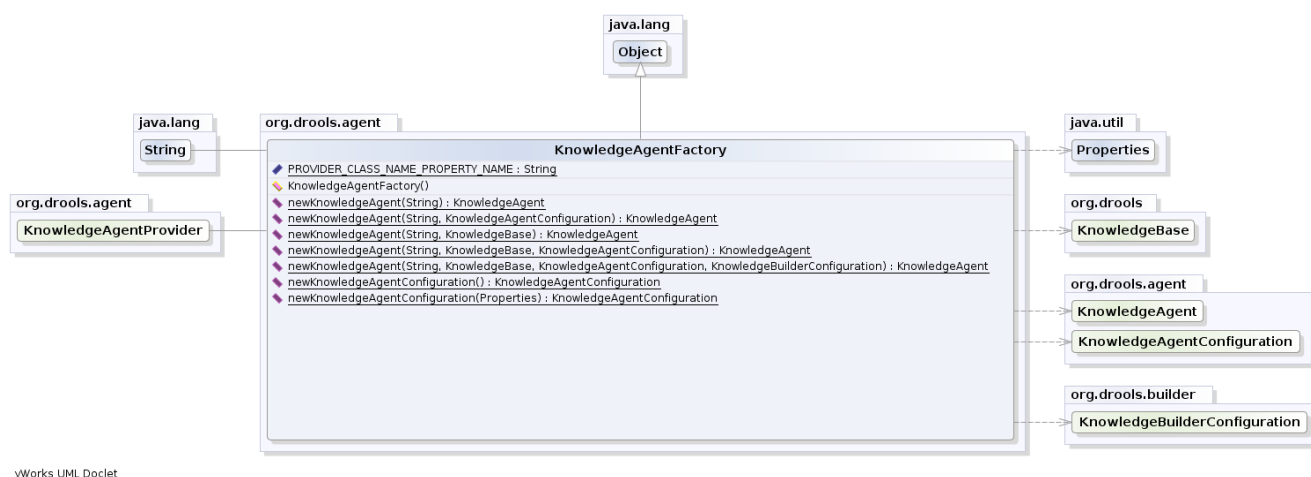 java.lang
Object
java.lang
String
org.drools.agent
KnowledgeAgentProvider
org.drools.agent
KnowledgeAgentFactory
PROVIDER_CLASS_NAME_PROPERTY_NAME : String
KnowledgeAgentFactory()
newKnowledgeAgent(String) : KnowledgeAgent
newKnowledgeAgent(String, KnowledgeAgentConfiguration) : KnowledgeAgent
newKnowledgeAgent(String, KnowledgeBase) : KnowledgeAgent
newKnowledgeAgent(String, KnowledgeBase, KnowledgeAgentConfiguration) : KnowledgeAgent
newKnowledgeAgent(String, KnowledgeBase, KnowledgeAgentConfiguration, KnowledgeBuilderConfiguration) : KnowledgeAgent
newKnowledgeAgentConfiguration() : KnowledgeAgentConfiguration
newKnowledgeAgentConfiguration(Properties) : KnowledgeAgentConfiguration
java.util
Properties
org.drools
KnowledgeBase
org.drools.agent
KnowledgeAgent
KnowledgeAgentConfiguration
org.drools.builder
KnowledgeBuilderConfiguration
yWorks UML Doclet